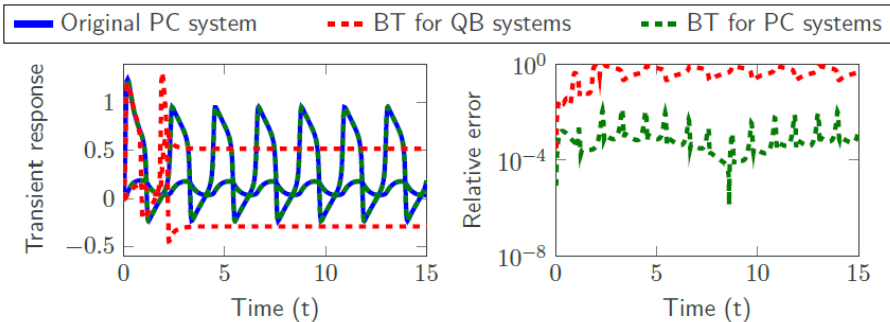 Original PC system BT for QB systems BT for PC systems
Transient response
1
0.5
0
−0.5
0 5 10 15
Time (t)
Relative error
10^0
10^−4
10^−8
0 5 10 15
Time (t)